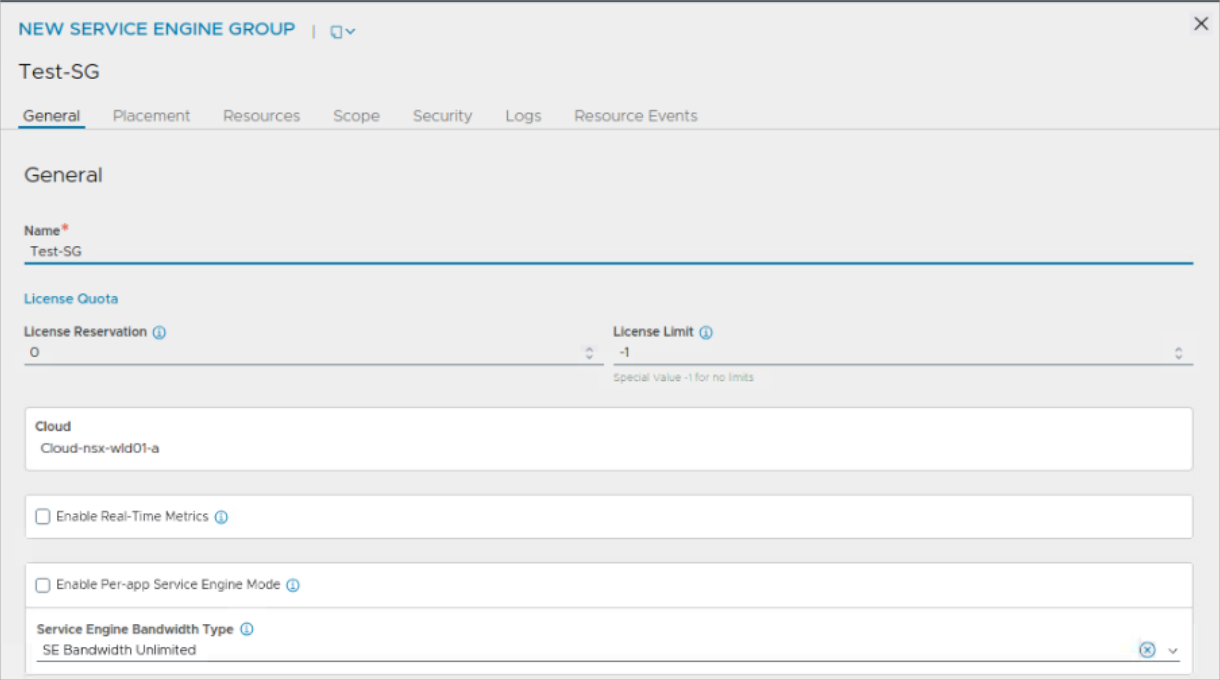 NEW SERVICE ENGINE GROUP |
Test-SG
General Placement Resources Scope Security Logs Resource Events
General
Name*
Test-SG
License Quota
License Reservation License Limit
0 -1
Special Value -1 for no limits
Cloud
Cloud-nsx-wld01-a
Enable Real-Time Metrics
Enable Per-app Service Engine Mode
Service Engine Bandwidth Type
SE Bandwidth Unlimited